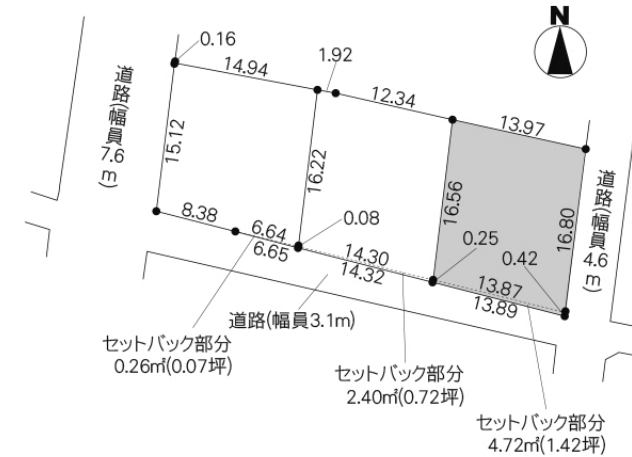 N
0.16
14.94
1.92
12.34
13.97
道路(幅員
7.6
m)
15.12
16.22
16.56
16.80
道路(幅員
4.6
m)
8.38
6.64
6.65
0.08
14.30
14.32
0.25
0.42
13.87
13.89
道路(幅員3.1m)
セットバック部分
0.26㎡(0.07坪)
セットバック部分
2.40㎡(0.72坪)
セットバック部分
4.72㎡(1.42坪)